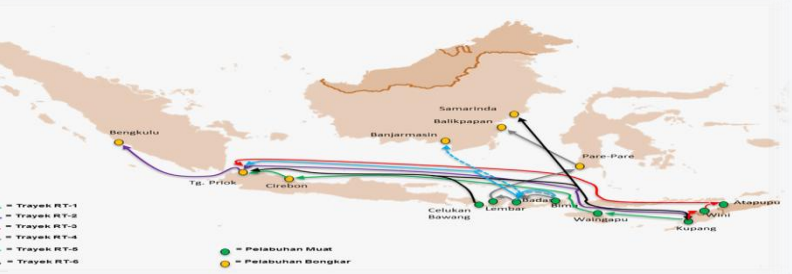 Samarinda
Balikpapan
Bengkulu
Banjarmasin
Pare-Pare
Tg. Priok
Cirebon
Celukan
Bawang
Lembar
Badas
Bima
Waingapu
Atapupu
Wini
Kupang
= Trayek RT-1
= Trayek RT-2
= Trayek RT-3
= Trayek RT-4
= Trayek RT-5
= Trayek RT-6
= Pelabuhan Muat
= Pelabuhan Bongkar